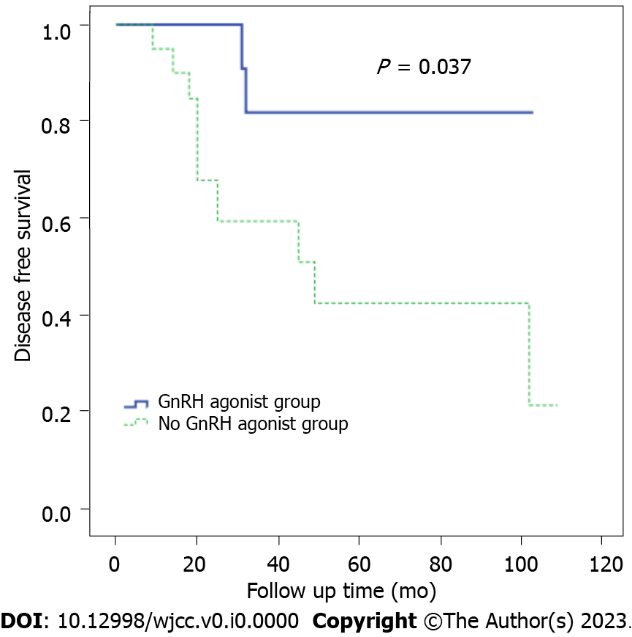 1.0
0.8
0.6
0.4
0.2
0.0
Disease free survival
P = 0.037
GnRH agonist group
No GnRH agonist group
0 20 40 60 80 100 120
Follow up time (mo)
DOI: 10.12998/wjcc.v0.i0.0000 Copyright ©The Author(s) 2023.